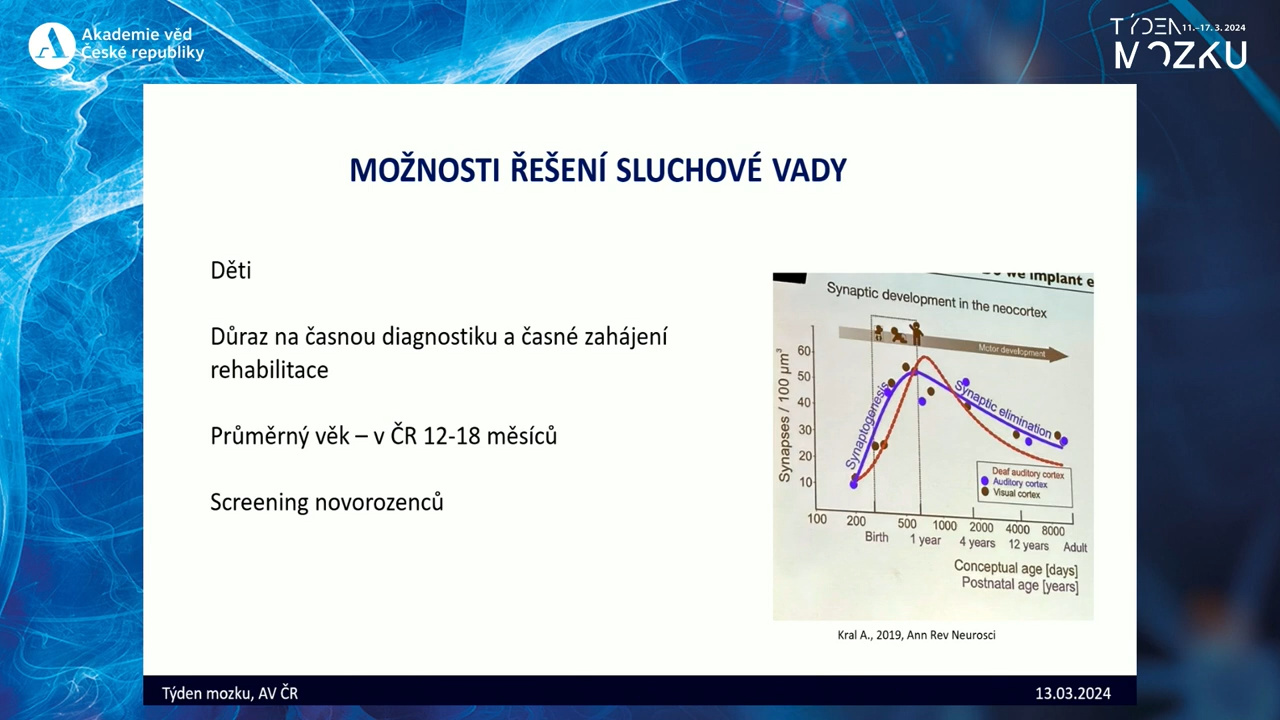 Akademie věd
České republiky
TÝDEN 11.–17. 3. 2024
MOZKU
MOŽNOSTI ŘEŠENÍ SLUCHOVÉ VADY
Děti
Důraz na časnou diagnostiku a časné zahájení
rehabilitace
Průměrný věk – v ČR 12-18 měsíců
Screening novorozenců
we implant e
Synaptic development in the neocortex
Motor development
Synapses / 100 µm³
60
50
40
30
20
10
Synaptogenesis
Synaptic elimination
Deaf auditory cortex
Auditory cortex
Visual cortex
100 200 500 1000 2000 4000 8000
Birth 1 year 4 years 12 years Adult
Conceptual age [days]
Postnatal age [years]
Kral A., 2019, Ann Rev Neurosci
Týden mozku, AV ČR 13.03.2024